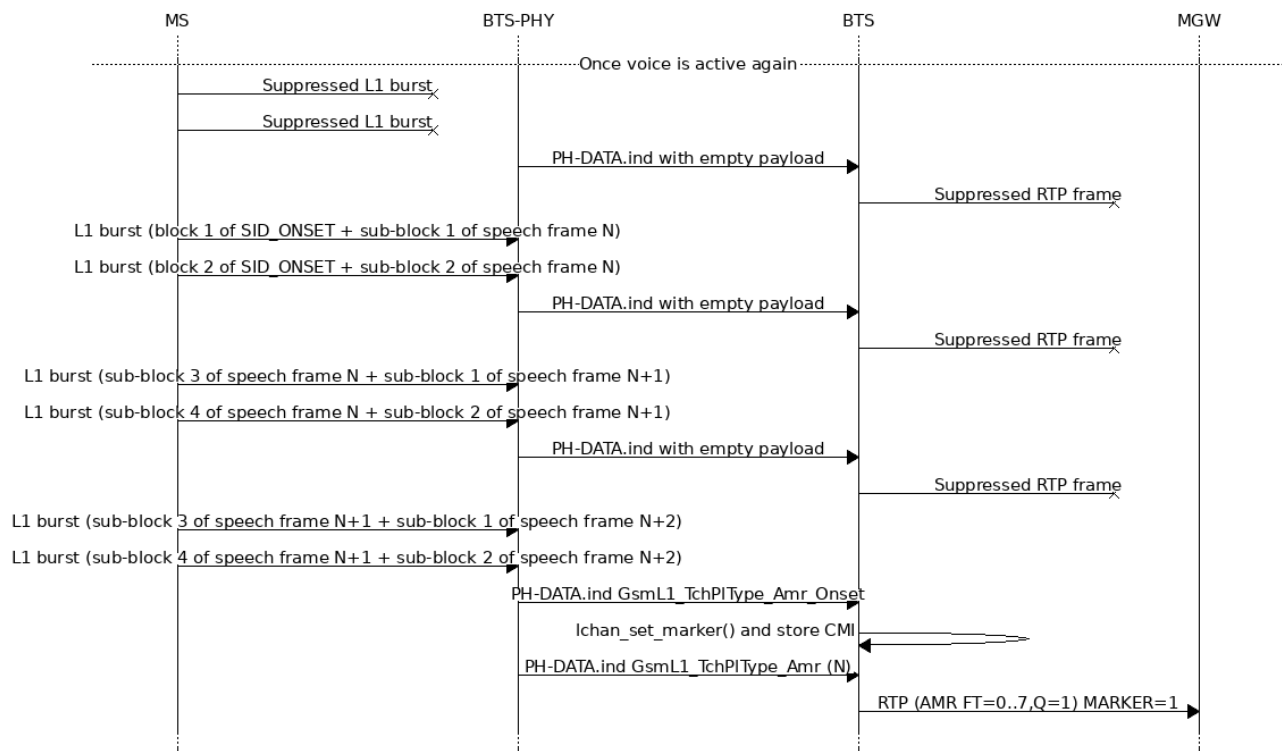 MS BTS-PHY BTS MGW
Once voice is active again
Suppressed L1 burst
Suppressed L1 burst
PH-DATA.ind with empty payload
Suppressed RTP frame
L1 burst (block 1 of SID_ONSET + sub-block 1 of speech frame N)
L1 burst (block 2 of SID_ONSET + sub-block 2 of speech frame N)
PH-DATA.ind with empty payload
Suppressed RTP frame
L1 burst (sub-block 3 of speech frame N + sub-block 1 of speech frame N+1)
L1 burst (sub-block 4 of speech frame N + sub-block 2 of speech frame N+1)
PH-DATA.ind with empty payload
Suppressed RTP frame
L1 burst (sub-block 3 of speech frame N+1 + sub-block 1 of speech frame N+2)
L1 burst (sub-block 4 of speech frame N+1 + sub-block 2 of speech frame N+2)
PH-DATA.ind GsmL1_TchPlType_Amr_Onset
lchan_set_marker() and store CMI
PH-DATA.ind GsmL1_TchPlType_Amr (N)
RTP (AMR FT=0..7,Q=1) MARKER=1